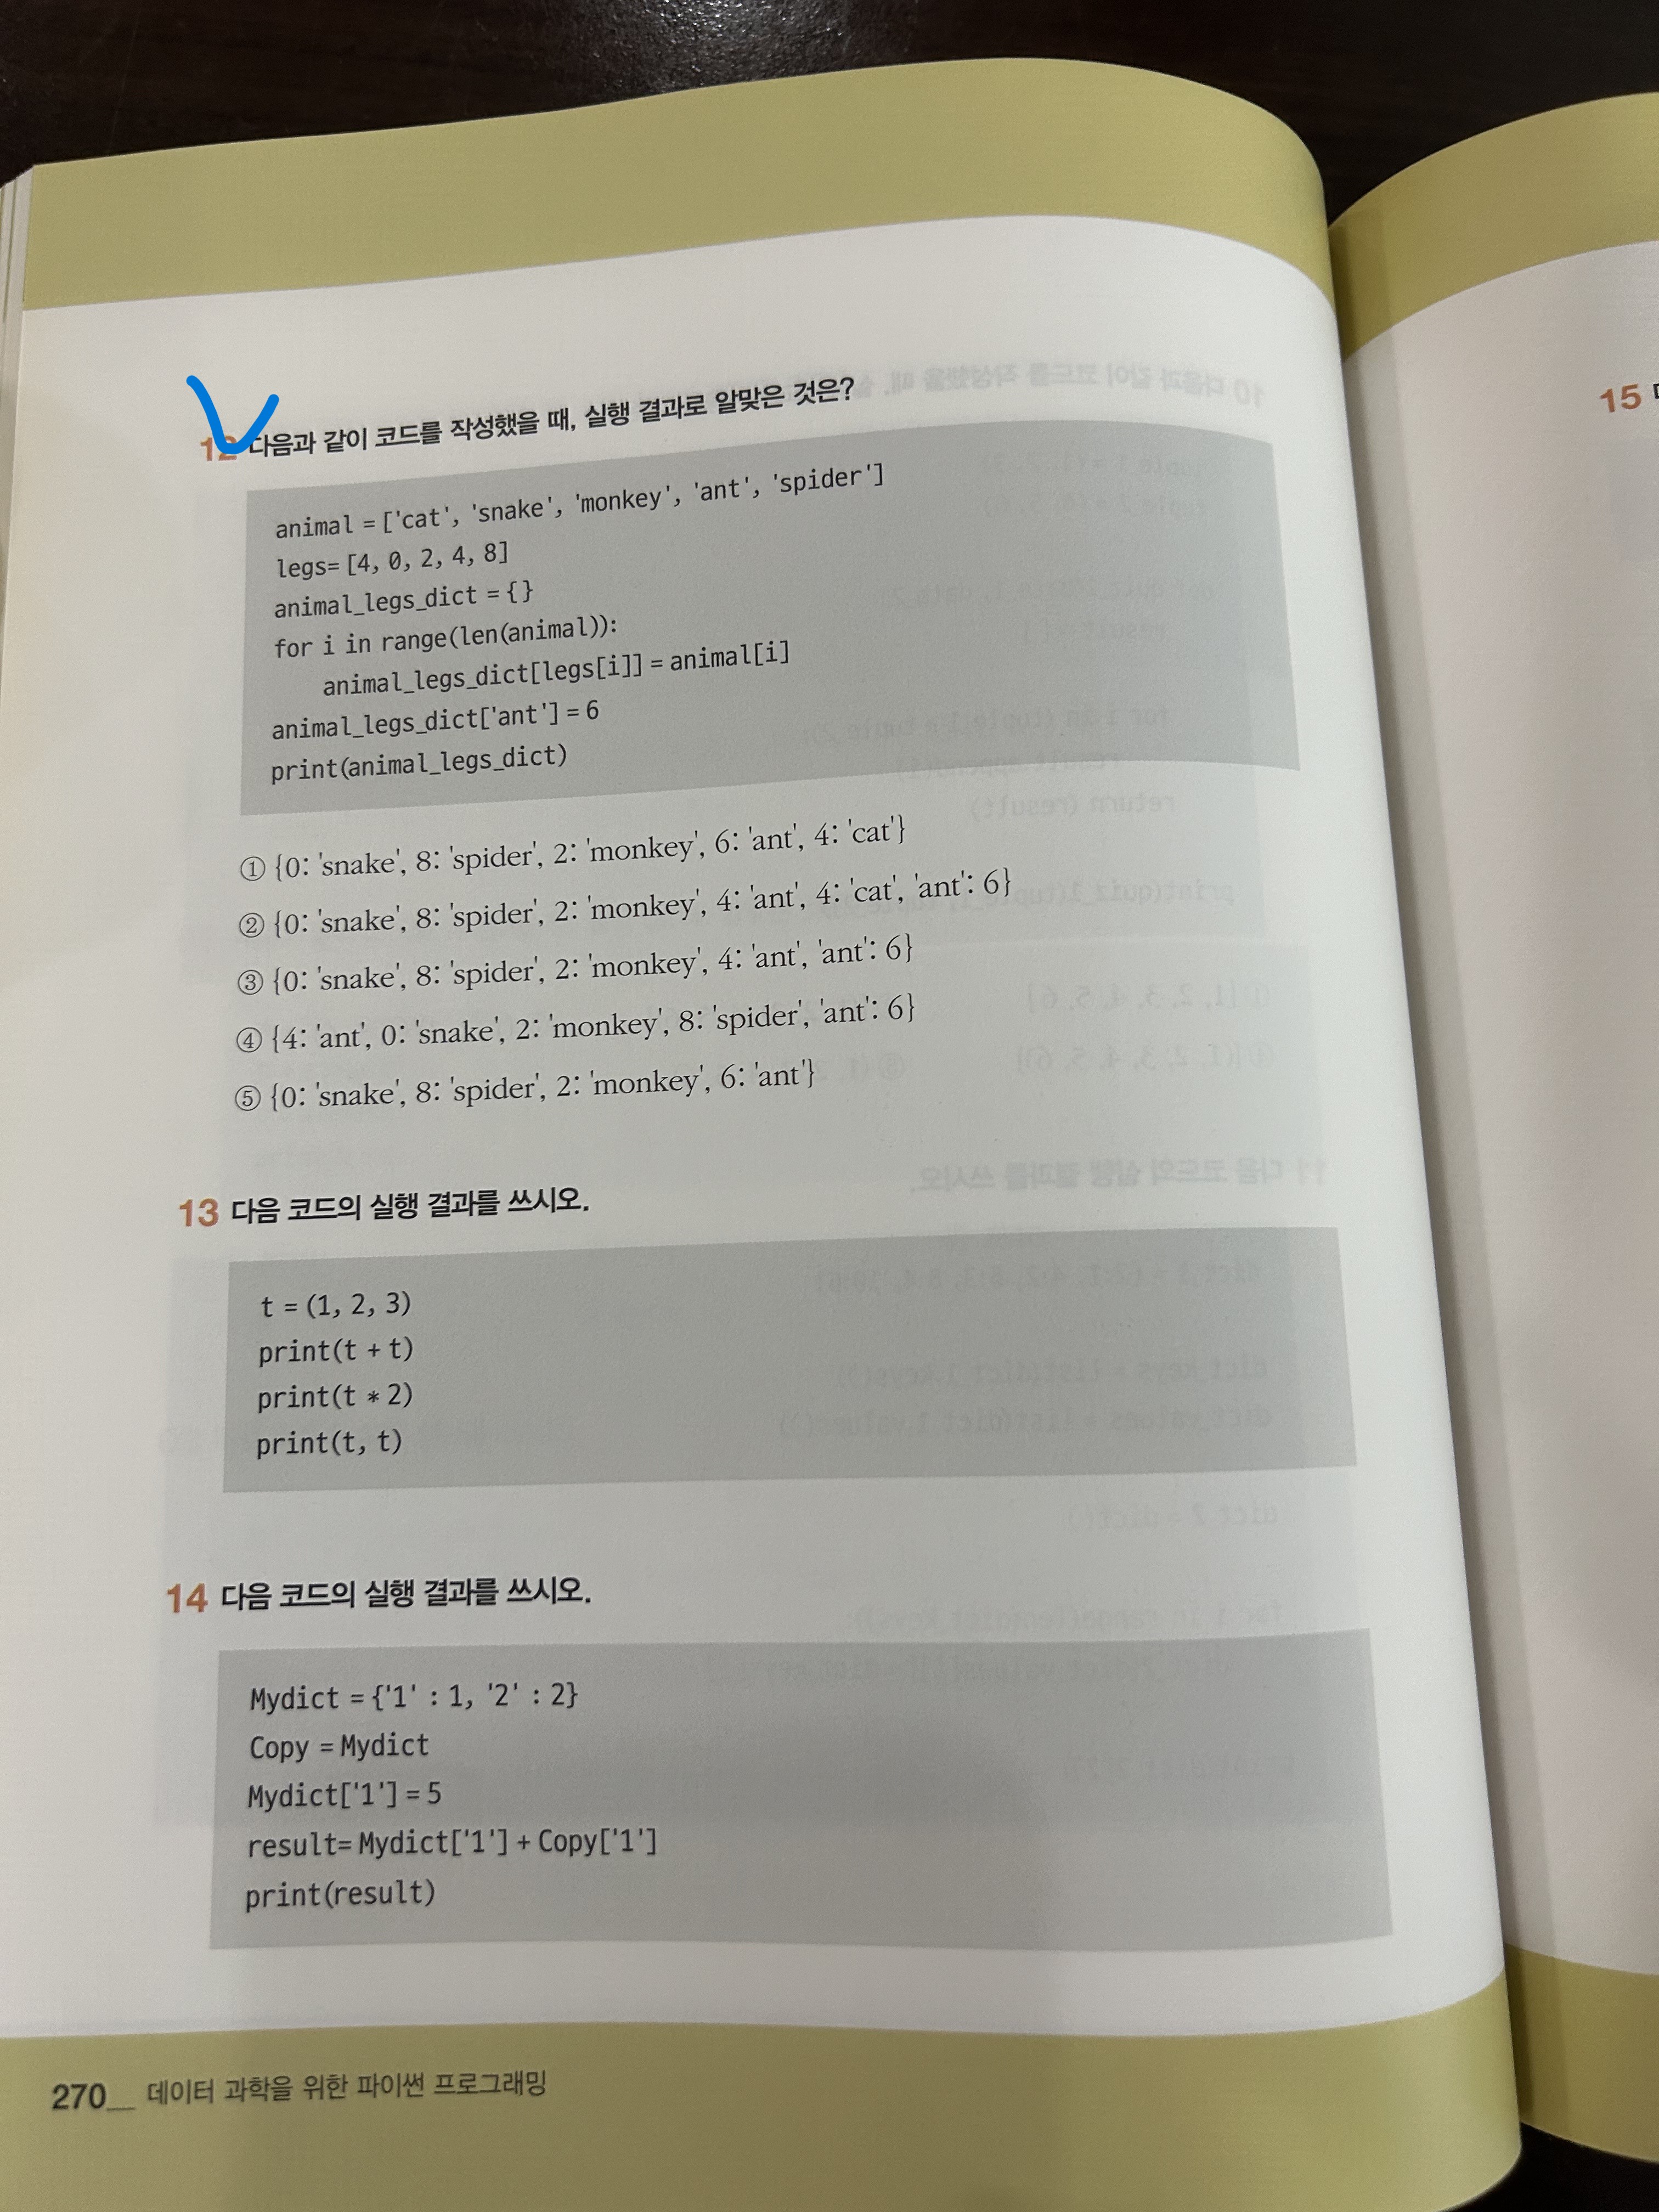 12 다음과 같이 코드를 작성했을 때, 실행 결과로 알맞은 것은?
animal = ['cat', 'snake', 'monkey', 'ant', 'spider']
legs= [4, 0, 2, 4, 8]
animal_legs_dict = {}
for i in range(len(animal)):
animal_legs_dict[legs[i]] = animal[i]
animal_legs_dict['ant'] = 6
print(animal_legs_dict)
① {0: 'snake', 8: 'spider', 2: 'monkey', 6: 'ant', 4: 'cat'}
② {0: 'snake', 8: 'spider', 2: 'monkey', 4: 'ant', 4: 'cat', 'ant': 6}
③ {0: 'snake', 8: 'spider', 2: 'monkey', 4: 'ant', 'ant': 6}
④ {4: 'ant', 0: 'snake', 2: 'monkey', 8: 'spider', 'ant': 6}
⑤ {0: 'snake', 8: 'spider', 2: 'monkey', 6: 'ant'}
13 다음 코드의 실행 결과를 쓰시오.
t = (1, 2, 3)
print(t + t)
print(t * 2)
print(t, t)
14 다음 코드의 실행 결과를 쓰시오.
Mydict = {'1' : 1, '2' : 2}
Copy = Mydict
Mydict['1'] = 5
result= Mydict['1'] + Copy['1']
print(result)
270__ 데이터 과학을 위한 파이썬 프로그래밍
15